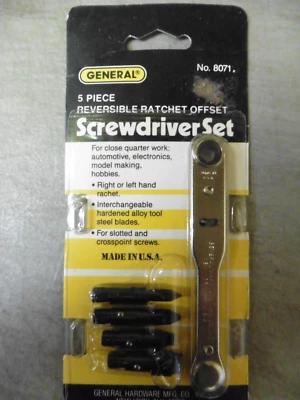 GENERAL®
No. 8071
5 PIECE
REVERSIBLE RATCHET OFFSET
Screwdriver Set
For close quarter work:
automotive, electronics,
model making,
hobbies.
• Right or left hand
rachet.
• Interchangeable
hardened alloy tool
steel blades.
• For slotted and
crosspoint screws.
MADE IN U.S.A.
GENERAL HARDWARE MFG. CO.